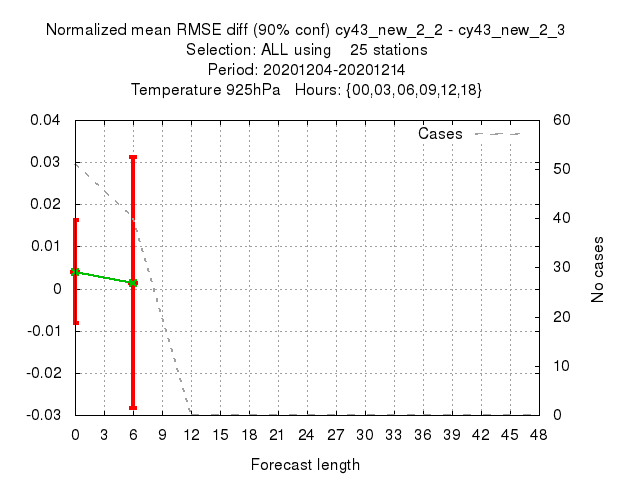 Normalized mean RMSE diff (90% conf) cy43_new_2_2 - cy43_new_2_3
Selection: ALL using    25 stations
Period: 20201204-20201214
Temperature 925hPa   Hours: {00,03,06,09,12,18}
0.04
0.03
0.02
0.01
0
-0.01
-0.02
-0.03
Cases
60
50
40
30
20
10
0
No cases
0 3 6 9 12 15 18 21 24 27 30 33 36 39 42 45 48
Forecast length